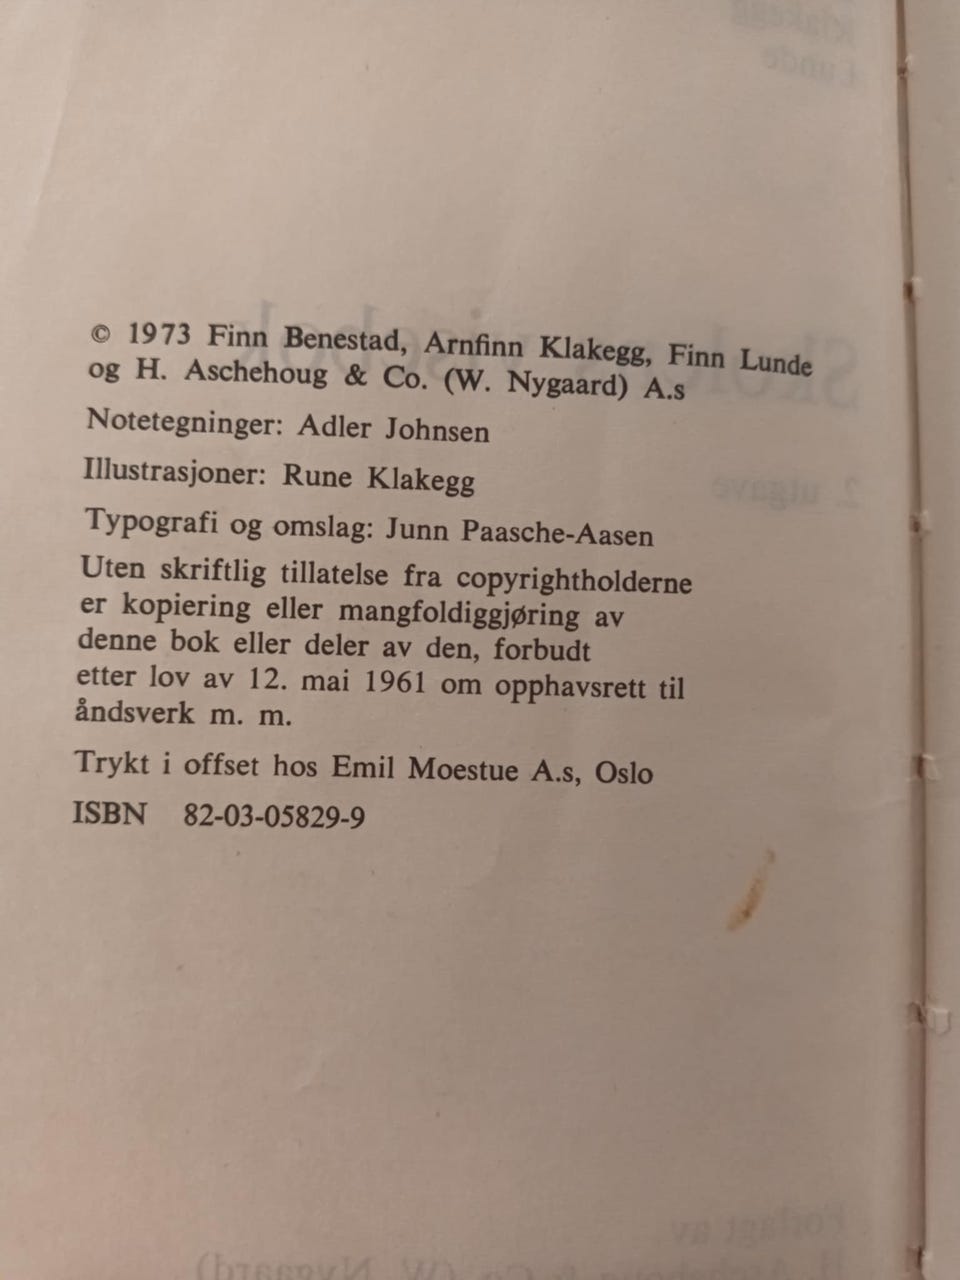 © 1973 Finn Benestad, Arnfinn Klakegg, Finn Lunde
og H. Aschehoug & Co. (W. Nygaard) A.s
Notetegninger: Adler Johnsen
Illustrasjoner: Rune Klakegg
Typografi og omslag: Junn Paasche-Aasen
Uten skriftlig tillatelse fra copyrightholderne
er kopiering eller mangfoldiggjøring av
denne bok eller deler av den, forbudt
etter lov av 12. mai 1961 om opphavsrett til
åndsverk m. m.
Trykt i offset hos Emil Moestue A.s, Oslo
ISBN 82-03-05829-9